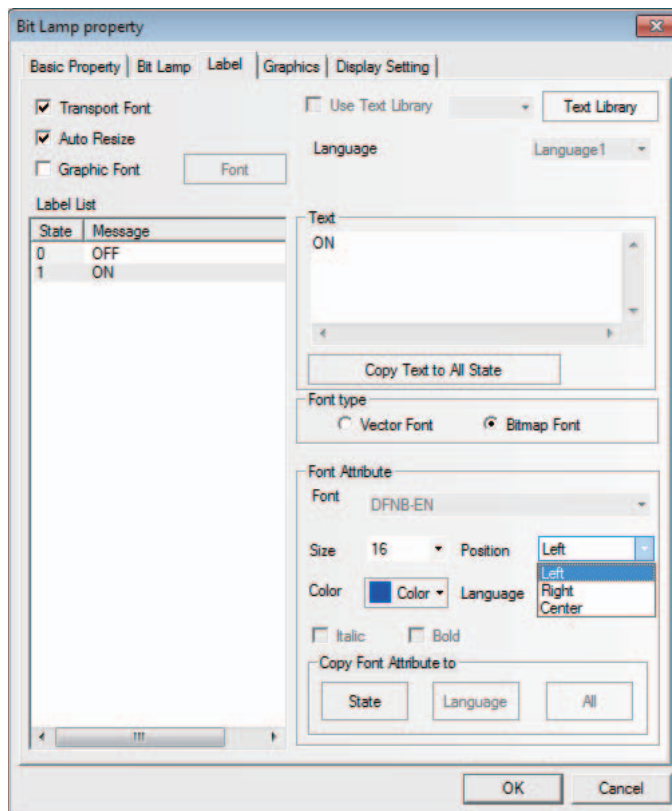 Bit Lamp property
Basic Property Bit Lamp Label Graphics Display Setting
Transport Font
Use Text Library
Text Library
Auto Resize
Language
Language1
Graphic Font
Font
Label List
State Message
0 OFF
1 ON
Text
ON
Copy Text to All State
Font type
Vector Font
Bitmap Font
Font Attribute
Font
DFNB-EN
Size
16
Position
Left
Left
Right
Center
Color
Color
Language
Italic
Bold
Copy Font Attribute to
State
Language
All
OK
Cancel